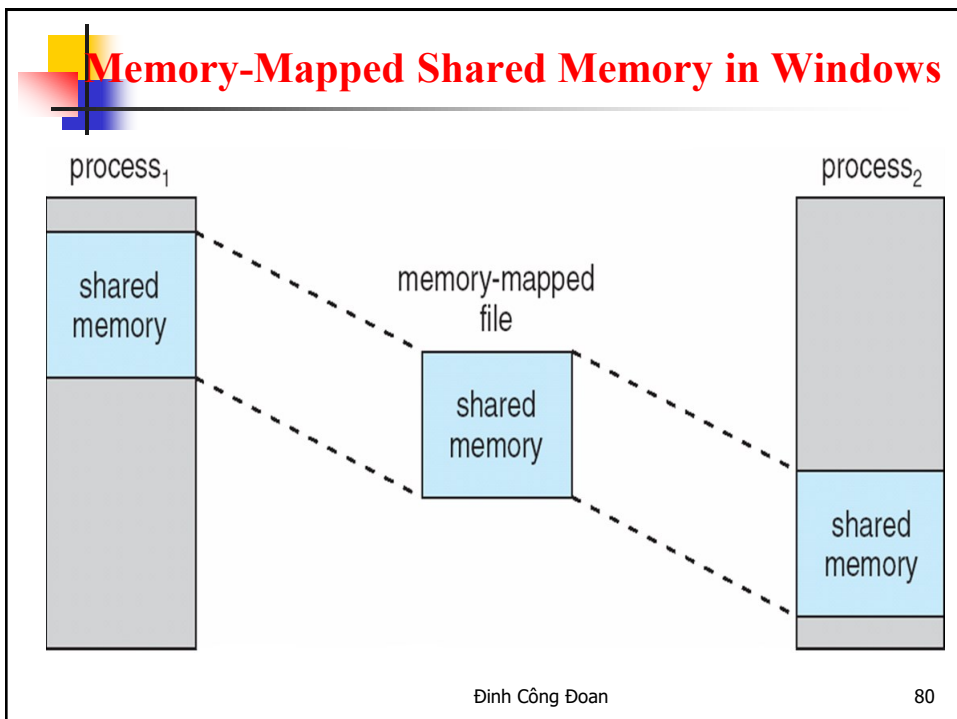 Memory-Mapped Shared Memory in Windows
process₁
process₂
shared
memory
memory-mapped
file
shared
memory
shared
memory
Đinh Công Đoan
80